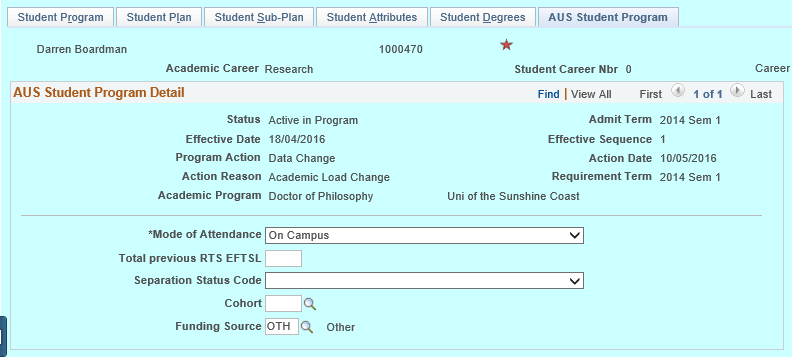 Student Program Student Plan Student Sub-Plan Student Attributes Student Degrees AUS Student Program
Darren Boardman 1000470
Academic Career Research Student Career Nbr 0 Career
AUS Student Program Detail Find | View All First 1 of 1 Last
Status Active in Program Admit Term 2014 Sem 1
Effective Date 18/04/2016 Effective Sequence 1
Program Action Data Change Action Date 10/05/2016
Action Reason Academic Load Change Requirement Term 2014 Sem 1
Academic Program Doctor of Philosophy Uni of the Sunshine Coast
*Mode of Attendance On Campus
Total previous RTS EFTSL
Separation Status Code
Cohort
Funding Source OTH Other